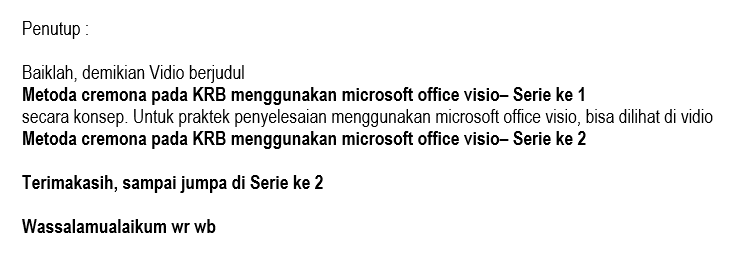 Penutup :
Baiklah, demikian Vidio berjudul
Metoda cremona pada KRB menggunakan microsoft office visio– Serie ke 1
secara konsep. Untuk praktek penyelesaian menggunakan microsoft office visio, bisa dilihat di vidio
Metoda cremona pada KRB menggunakan microsoft office visio– Serie ke 2
Terimakasih, sampai jumpa di Serie ke 2
Wassalamualaikum wr wb